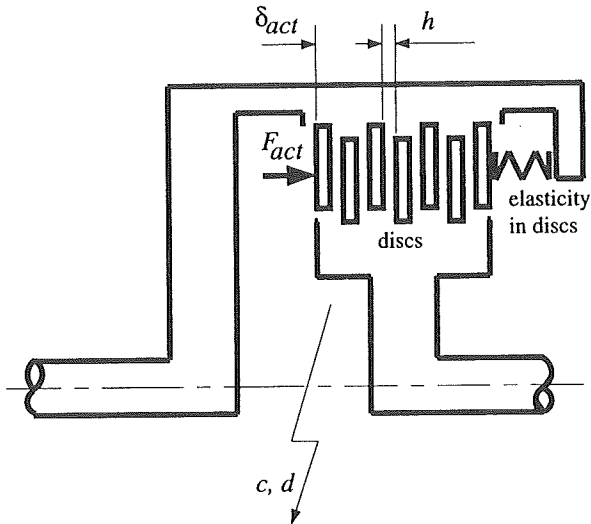 δact
h
Fact
elasticity
in discs
discs
c, d